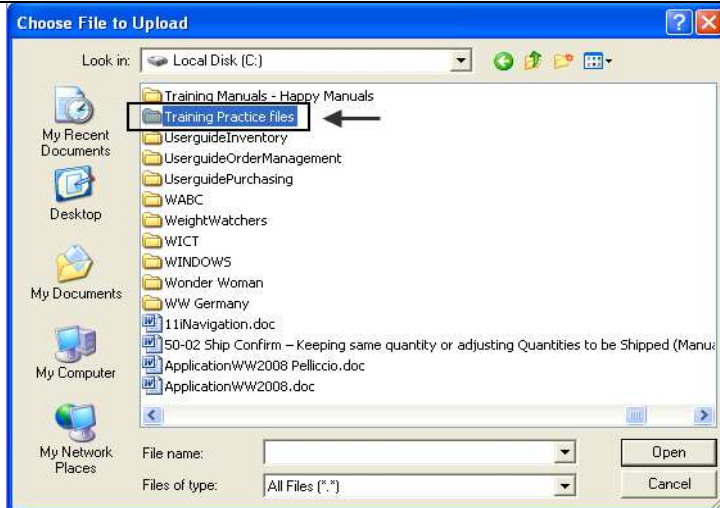 Choose File to Upload
Look in:
Local Disk (C:)
My Recent
Documents
Desktop
My Documents
My Computer
My Network
Places
Training Manuals - Happy Manuals
Training Practice files
UserguideInventory
UserguideOrderManagement
UserguidePurchasing
WABC
WeightWatchers
WICT
WINDOWS
Wonder Woman
WW Germany
11iNavigation.doc
50-02 Ship Confirm – Keeping same quantity or adjusting Quantities to be Shipped (Manua
ApplicationWW2008 Pelliccio.doc
ApplicationWW2008.doc
File name:
Open
Files of type:
All Files (*.*)
Cancel